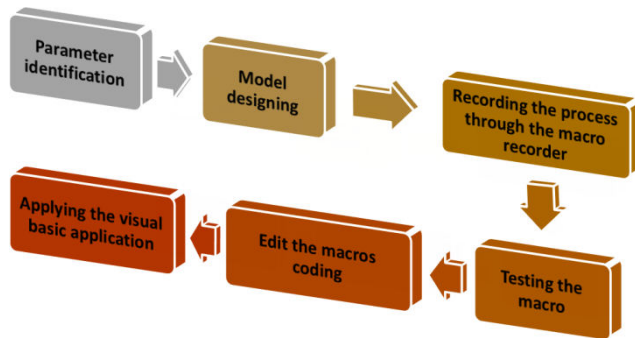 Parameter
identification
Model
designing
Recording the process
through the macro
recorder
Testing the
macro
Edit the macros
coding
Applying the visual
basic application